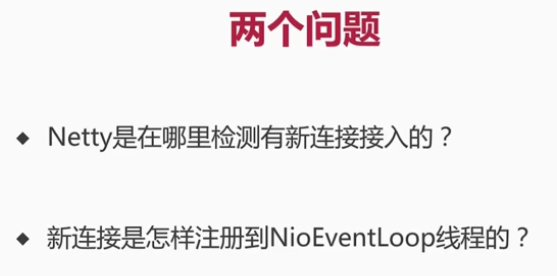 两个问题
◆ Netty是在哪里检测有新连接接入的？
◆ 新连接是怎样注册到NioEventLoop线程的？